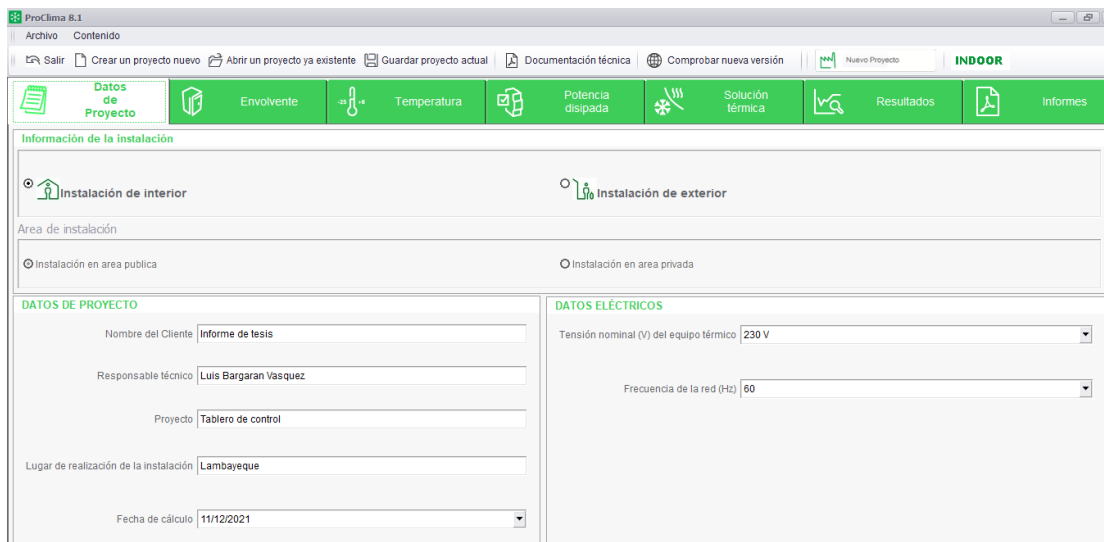 ProClima 8.1
Archivo Contenido
Salir Crear un proyecto nuevo Abrir un proyecto ya existente Guardar proyecto actual Documentación técnica Comprobar nueva versión Nuevo Proyecto INDOOR
Datos
de
Proyecto
Envolvente
-25 +8
Temperatura
Potencia
disipada
Solución
térmica
Resultados
Informes
Información de la instalación
Instalación de interior Instalación de exterior
Area de instalación
Instalación en area publica Instalación en area privada
DATOS DE PROYECTO
Nombre del Cliente Informe de tesis
Responsable técnico Luis Bargaran Vasquez
Proyecto Tablero de control
Lugar de realización de la instalación Lambayeque
Fecha de cálculo 11/12/2021
DATOS ELÉCTRICOS
Tensión nominal (V) del equipo térmico 230 V
Frecuencia de la red (Hz) 60